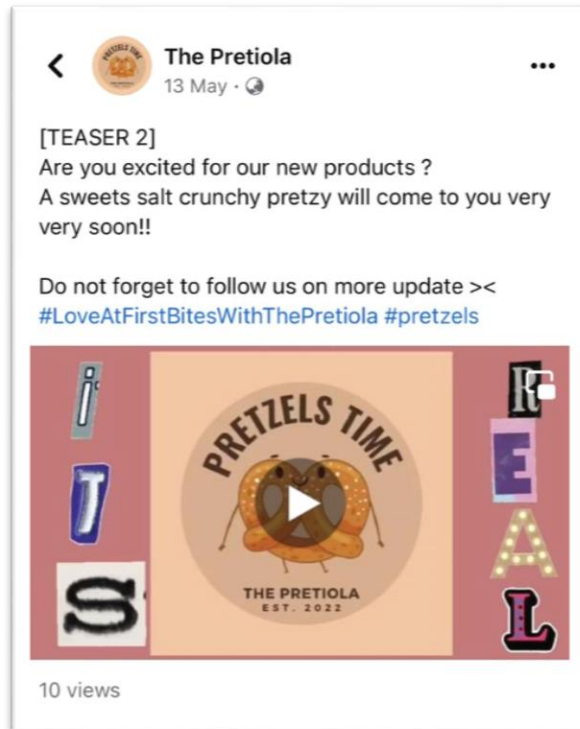 The Pretiola
13 May
[TEASER 2]
Are you excited for our new products ?
A sweets salt crunchy pretzy will come to you very
very soon!!
Do not forget to follow us on more update ><
#LoveAtFirstBitesWithThePretiola #pretzels
iTS
PRETZELS TIME
THE PRETIOLA
EST. 2022
REAL
10 views